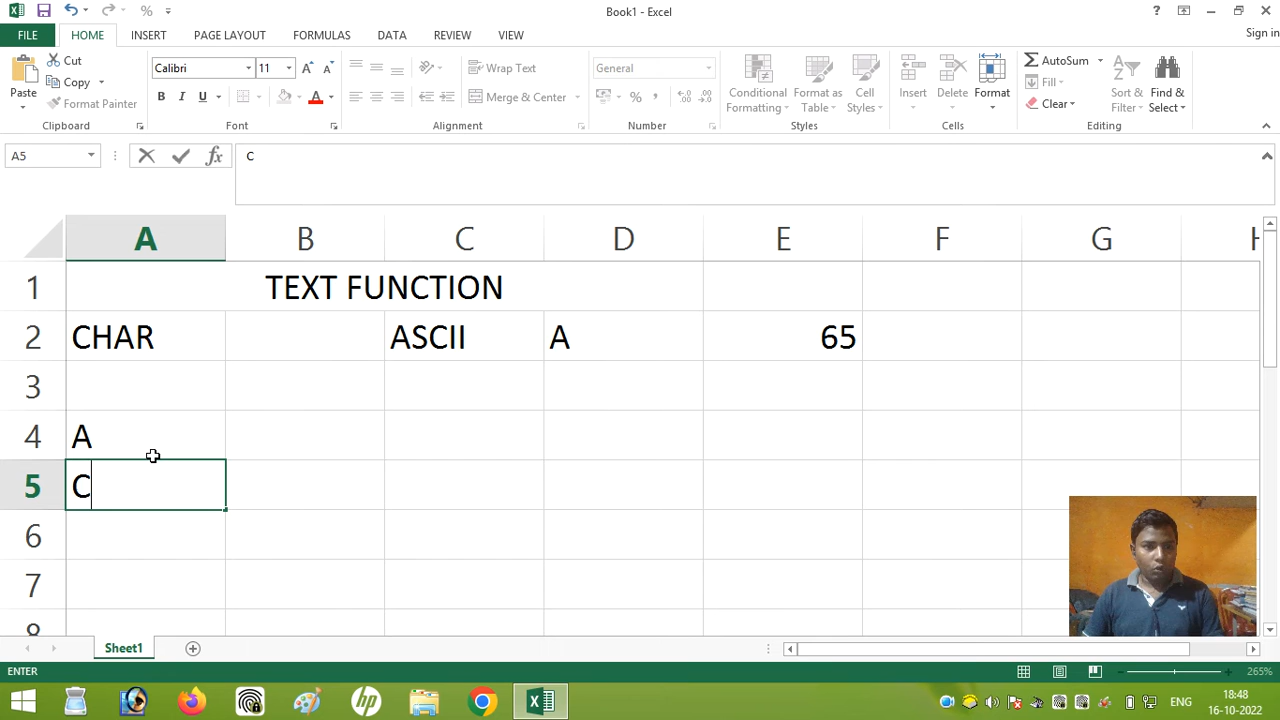 Book1 - Excel
?
FILE HOME INSERT PAGE LAYOUT FORMULAS DATA REVIEW VIEW Sign in
Paste Cut Copy Format Painter
Clipboard
Calibri 11 A A
B I U A
Font
Wrap Text
Merge & Center
Alignment
General
% ,
Number
Conditional Formatting
Format as Table
Cell Styles
Styles
Insert Delete Format
Cells
AutoSum
Fill
Clear
Sort & Filter
Find & Select
Editing
A5 fx C
A B C D E F G H
1 TEXT FUNCTION
2 CHAR ASCII A 65
3
4 A
5 C
6
7
8
Sheet1
ENTER 265%
ENG 18:48
16-10-2022